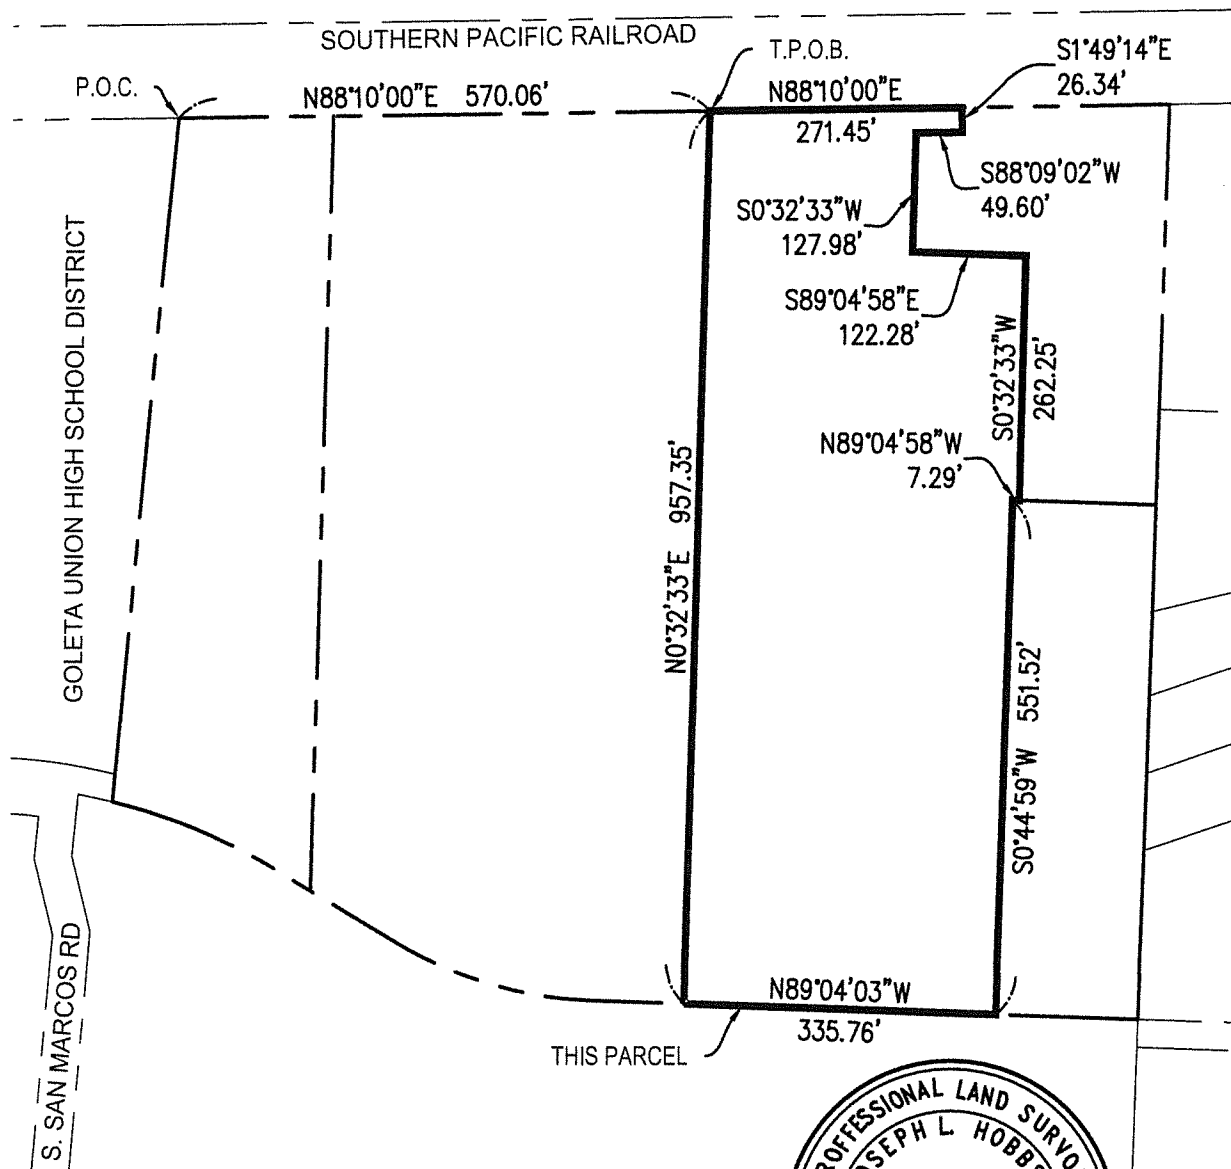 SOUTHERN PACIFIC RAILROAD
T.P.O.B.
S1°49'14"E
26.34'
P.O.C.
N88°10'00"E 570.06'
N88°10'00"E
271.45'
S88°09'02"W
49.60'
S0°32'33"W
127.98'
S89°04'58"E
122.28'
S0°32'33"W
262.25'
GOLETA UNION HIGH SCHOOL DISTRICT
N89°04'58"W
7.29'
N0°32'33"E 957.35'
S0°44'59"W 551.52'
S. SAN MARCOS RD
N89°04'03"W
335.76'
THIS PARCEL
ROFFESSIONAL LAND SURVO
OSEPH L. HOBBS